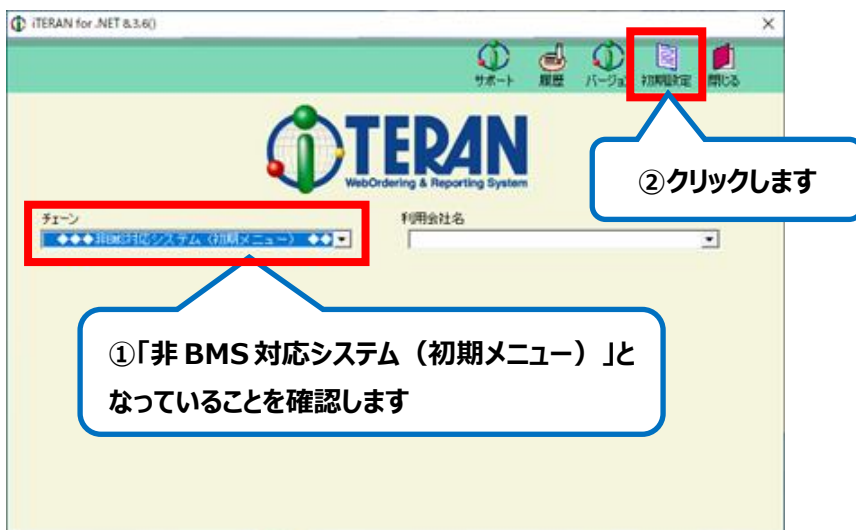 iTERAN for .NET 8.3.6()
サポート
履歴
バージョン
初期設定
閉じる
iTERAN
WebOrdering & Reporting System
②クリックします
チェーン
利用会社名
◆◆◆非BMS対応システム（初期メニュー） ◆◆
①「非 BMS 対応システム（初期メニュー）」と
なっていることを確認します